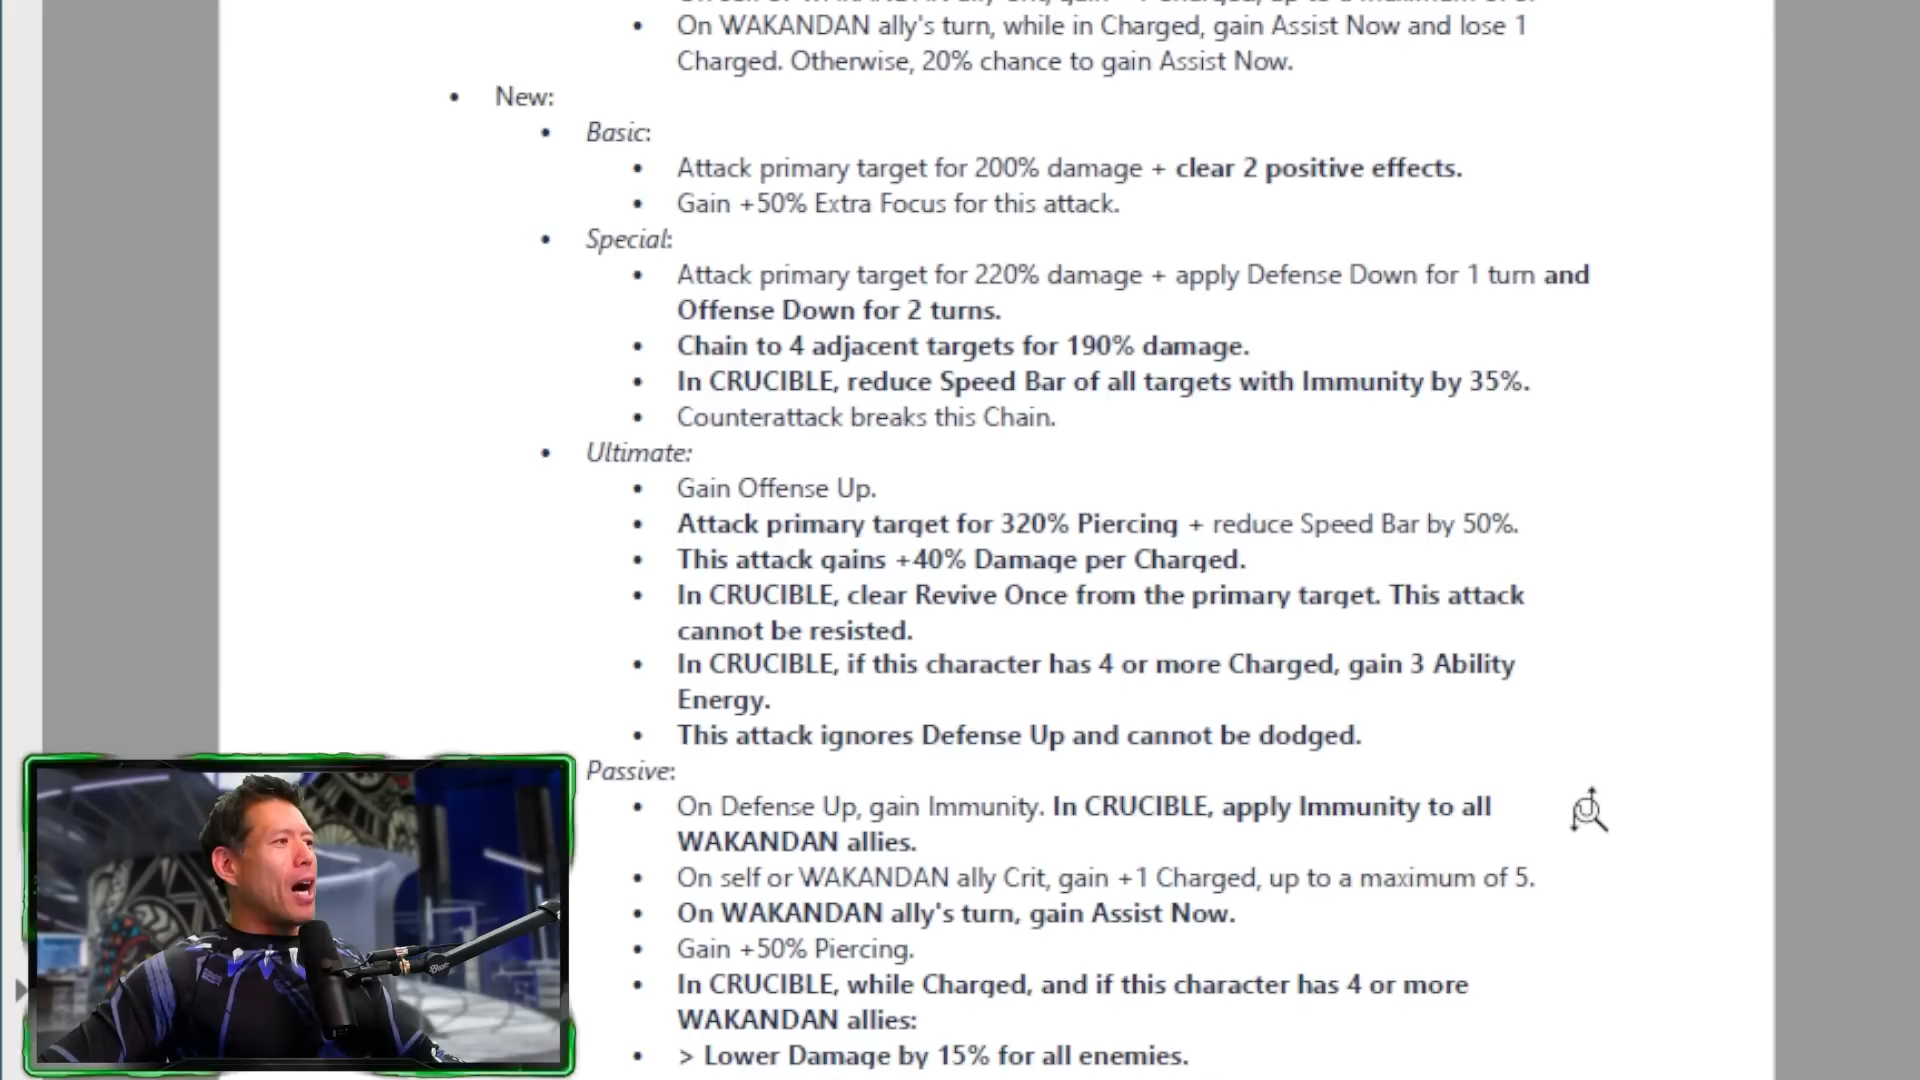 On WAKANDAN ally's turn, while in Charged, gain Assist Now and lose 1
Charged. Otherwise, 20% chance to gain Assist Now.
New:
Basic:
Attack primary target for 200% damage + clear 2 positive effects.
Gain +50% Extra Focus for this attack.
Special:
Attack primary target for 220% damage + apply Defense Down for 1 turn and
Offense Down for 2 turns.
Chain to 4 adjacent targets for 190% damage.
In CRUCIBLE, reduce Speed Bar of all targets with Immunity by 35%.
Counterattack breaks this Chain.
Ultimate:
Gain Offense Up.
Attack primary target for 320% Piercing + reduce Speed Bar by 50%.
This attack gains +40% Damage per Charged.
In CRUCIBLE, clear Revive Once from the primary target. This attack
cannot be resisted.
In CRUCIBLE, if this character has 4 or more Charged, gain 3 Ability
Energy.
This attack ignores Defense Up and cannot be dodged.
Passive:
On Defense Up, gain Immunity. In CRUCIBLE, apply Immunity to all
WAKANDAN allies.
On self or WAKANDAN ally Crit, gain +1 Charged, up to a maximum of 5.
On WAKANDAN ally's turn, gain Assist Now.
Gain +50% Piercing.
In CRUCIBLE, while Charged, and if this character has 4 or more
WAKANDAN allies:
> Lower Damage by 15% for all enemies.
Blue